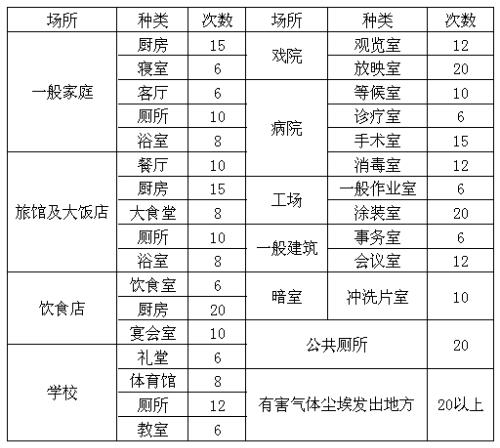 场所 种类 次数 场所 种类 次数
一般家庭 厨房 15 戏院 观览室 12
寝室 6 放映室 20
客厅 6 病院 等候室 10
厕所 10 诊疗室 6
浴室 8 手术室 15
旅馆及大饭店 餐厅 10 消毒室 12
厨房 15 工场 一般作业室 6
大食堂 8 涂装室 20
厕所 10 一般建筑 事务室 6
浴室 8 会议室 12
饮食店 饮食室 6 暗室 冲洗片室 10
厨房 20
宴会室 10 公共厕所 20
学校 礼堂 6
体育馆 8 有害气体尘埃发出地方 20以上
厕所 12
教室 6